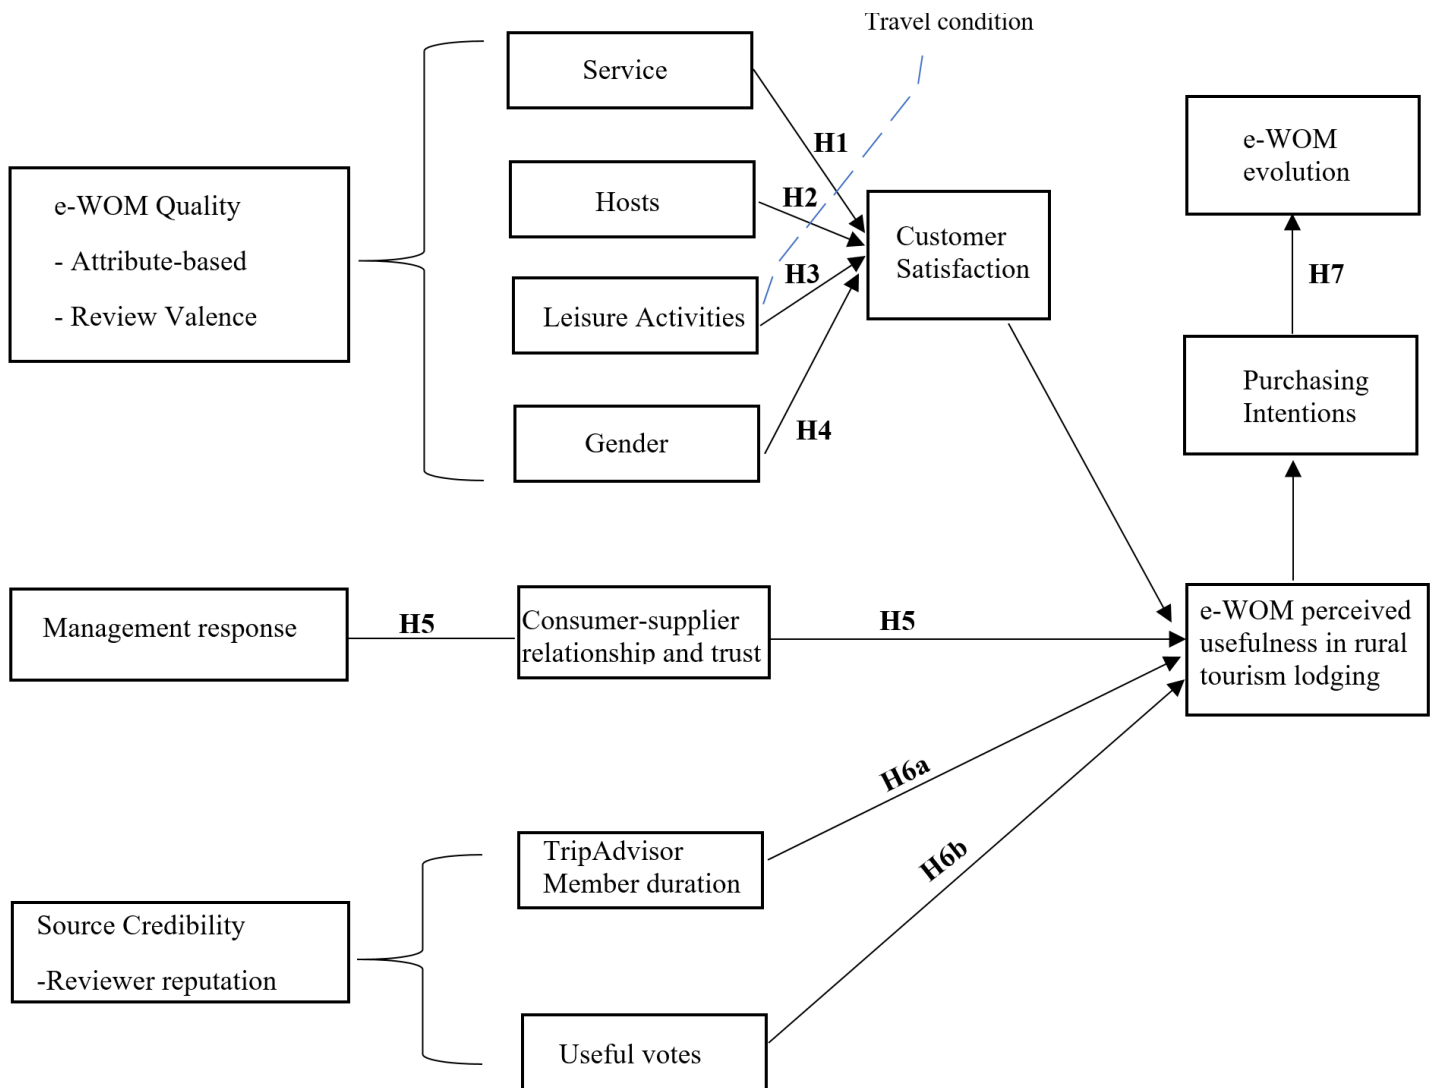 Travel condition
Service
H1
e-WOM
evolution
e-WOM Quality
- Attribute-based
- Review Valence
Hosts
H2
Customer
Satisfaction
H3
H7
Leisure Activities
Purchasing
Intentions
Gender
H4
Management response
H5
Consumer-supplier
relationship and trust
H5
e-WOM perceived
usefulness in rural
tourism lodging
H6a
TripAdvisor
Member duration
H6b
Source Credibility
-Reviewer reputation
Useful votes